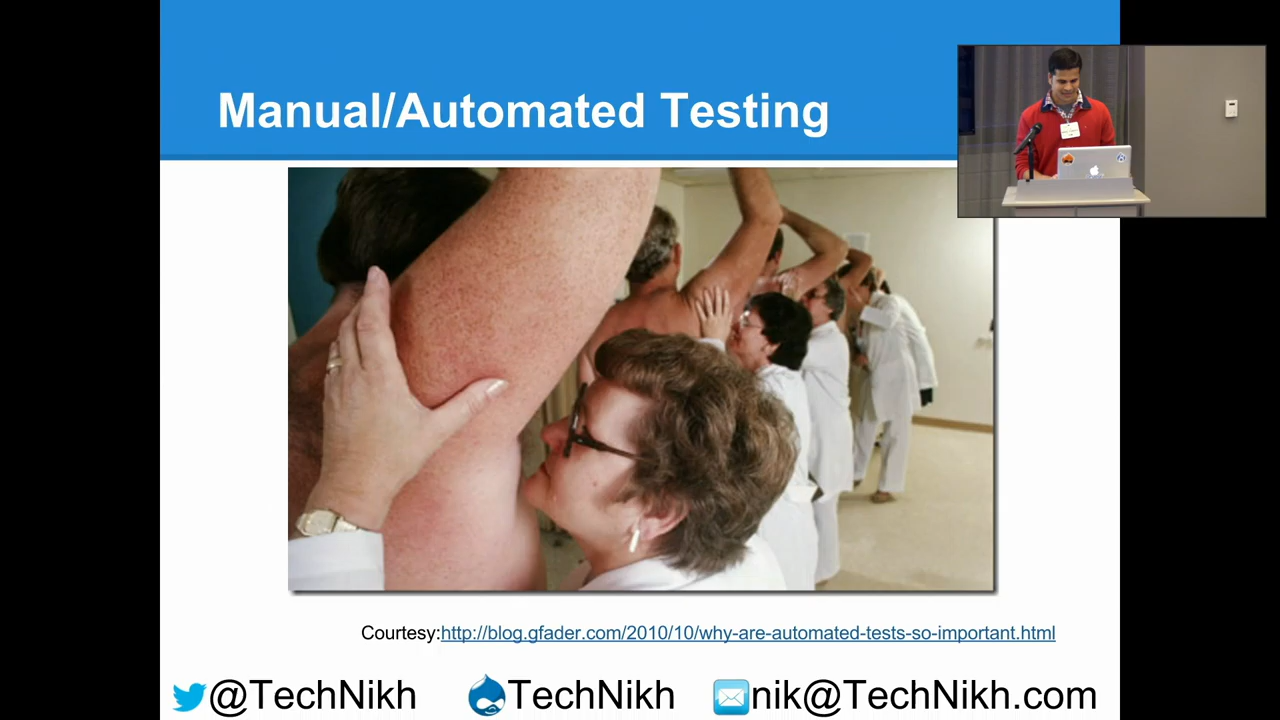 Manual/Automated Testing
Courtesy:http://blog.gfader.com/2010/10/why-are-automated-tests-so-important.html
@TechNikh TechNikh nik@TechNikh.com